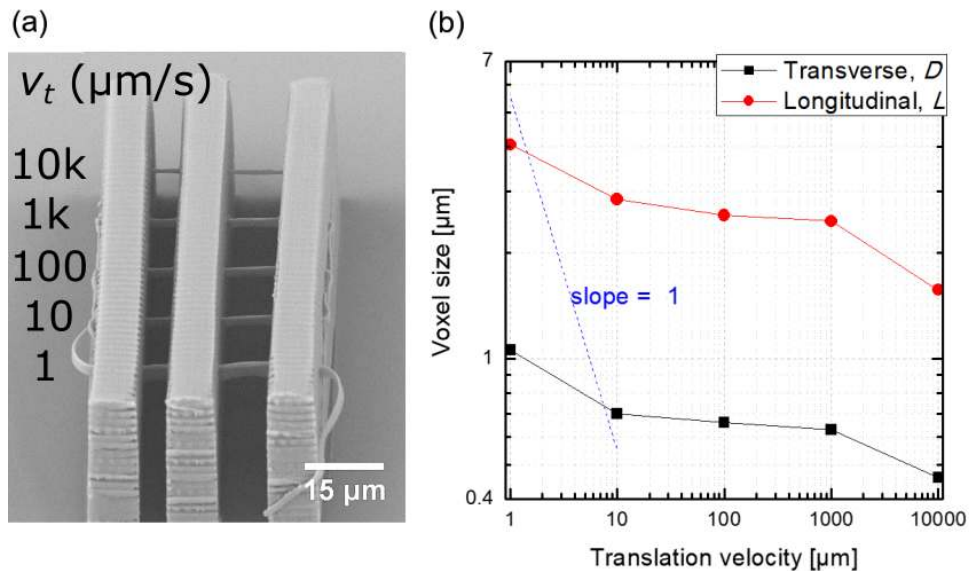 (a)
v_t (µm/s)
10k
1k
100
10
1
15 µm
(b)
7
1
0.4
Voxel size [µm]
Transverse, D
Longitudinal, L
slope = 1
1 10 100 1000 10000
Translation velocity [µm]